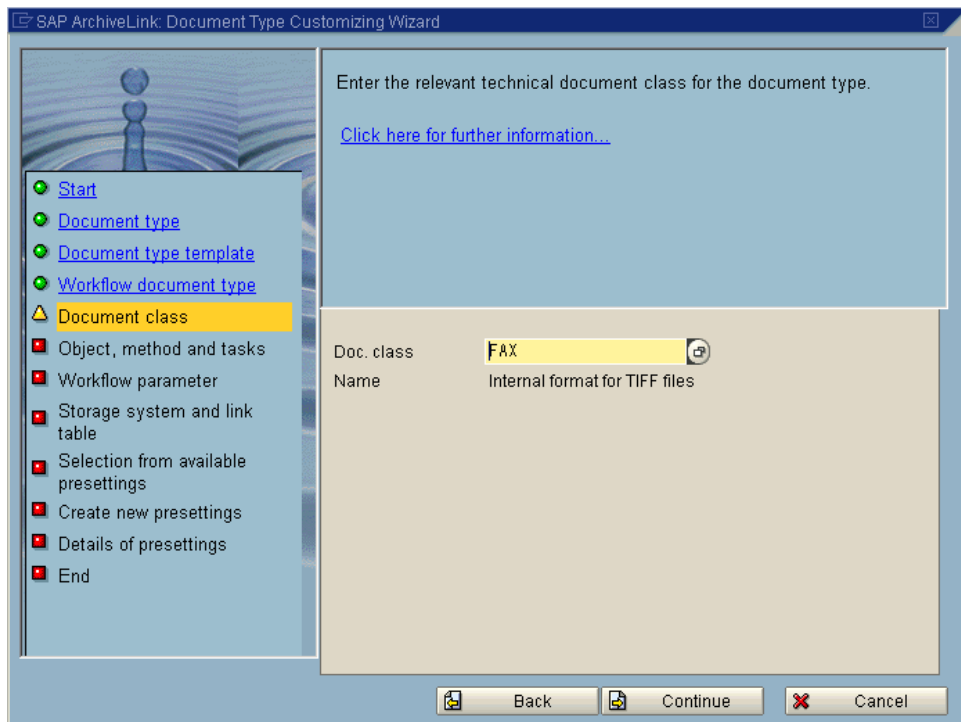 SAP ArchiveLink: Document Type Customizing Wizard
Enter the relevant technical document class for the document type.
Click here for further information...
Start
Document type
Document type template
Workflow document type
Document class
Object, method and tasks
Workflow parameter
Storage system and link
table
Selection from available
presettings
Create new presettings
Details of presettings
End
Doc. class FAX
Name Internal format for TIFF files
Back Continue Cancel